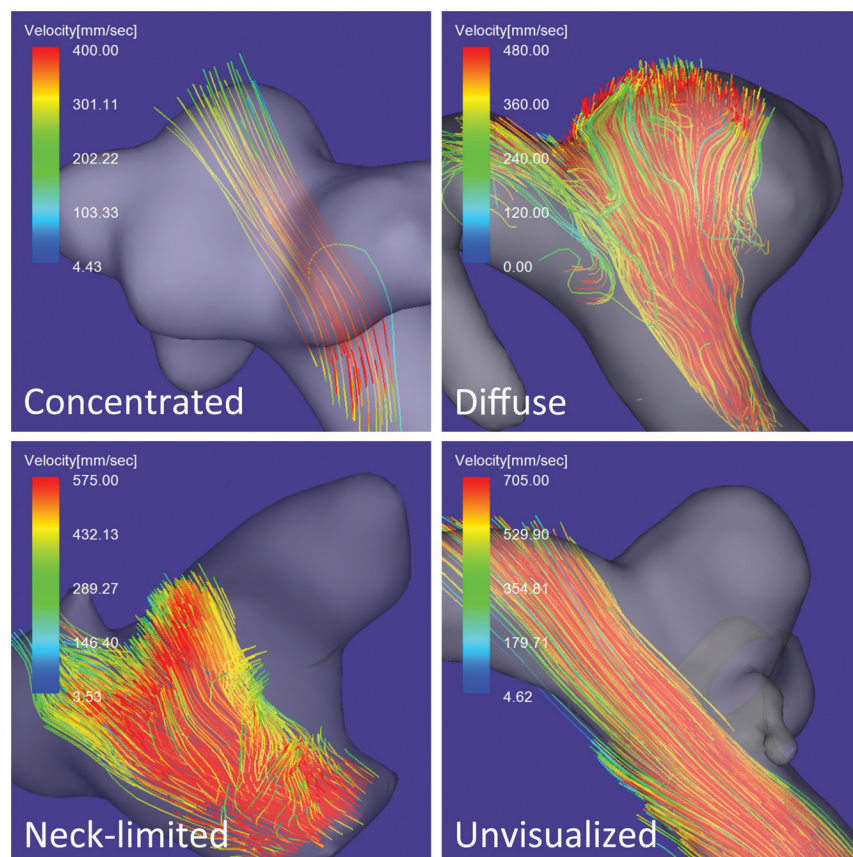 Velocity[mm/sec]
400.00
301.11
202.22
103.33
4.43
Concentrated
Velocity[mm/sec]
480.00
360.00
240.00
120.00
0.00
Diffuse
Velocity[mm/sec]
575.00
432.13
289.27
146.40
3.53
Neck-limited
Velocity[mm/sec]
705.00
529.90
354.81
179.71
4.62
Unvisualized